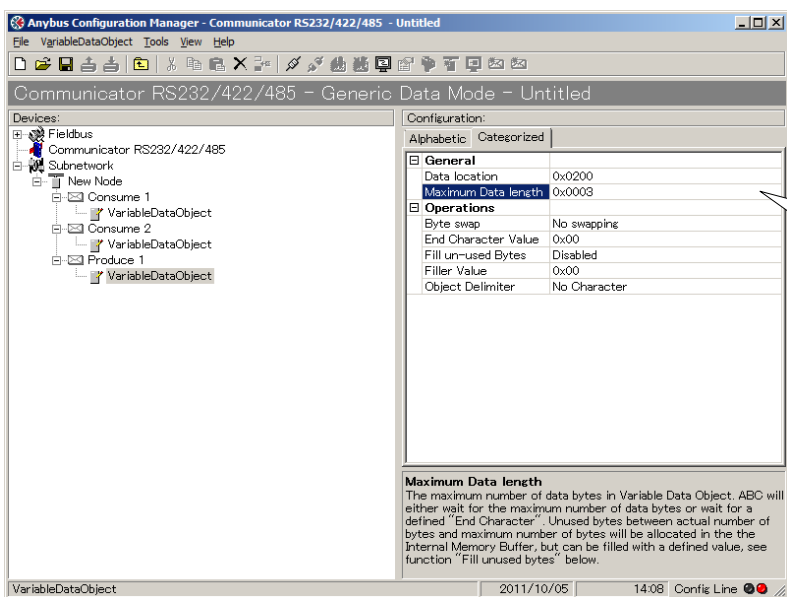 Anybus Configuration Manager - Communicator RS232/422/485 - Untitled
File VariableDataObject Tools View Help
Communicator RS232/422/485 - Generic Data Mode - Untitled
Devices:
Fieldbus
Communicator RS232/422/485
Subnetwork
New Node
Consume 1
VariableDataObject
Consume 2
VariableDataObject
Produce 1
VariableDataObject
Configuration:
Alphabetic Categorized
General
Data location 0x0200
Maximum Data length 0x0003
Operations
Byte swap No swapping
End Character Value 0x00
Fill un-used Bytes Disabled
Filler Value 0x00
Object Delimiter No Character
Maximum Data length
The maximum number of data bytes in Variable Data Object. ABC will
either wait for the maximum number of data bytes or wait for a
defined "End Character". Unused bytes between actual number of
bytes and maximum number of bytes will be allocated in the the
Internal Memory Buffer, but can be filled with a defined value, see
function "Fill unused bytes" below.
VariableDataObject 2011/10/05 14:08 Config Line